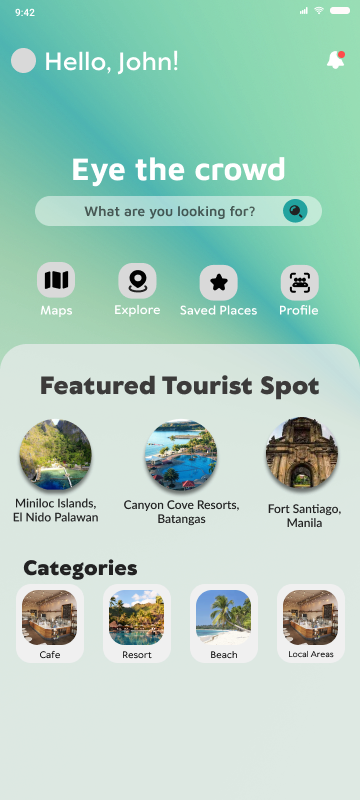 9:42
Hello, John!
Eye the crowd
What are you looking for?
Maps
Explore
Saved Places
Profile
Featured Tourist Spot
Miniloc Islands,
El Nido Palawan
Canyon Cove Resorts,
Batangas
Fort Santiago,
Manila
Categories
Cafe
Resort
Beach
Local Areas